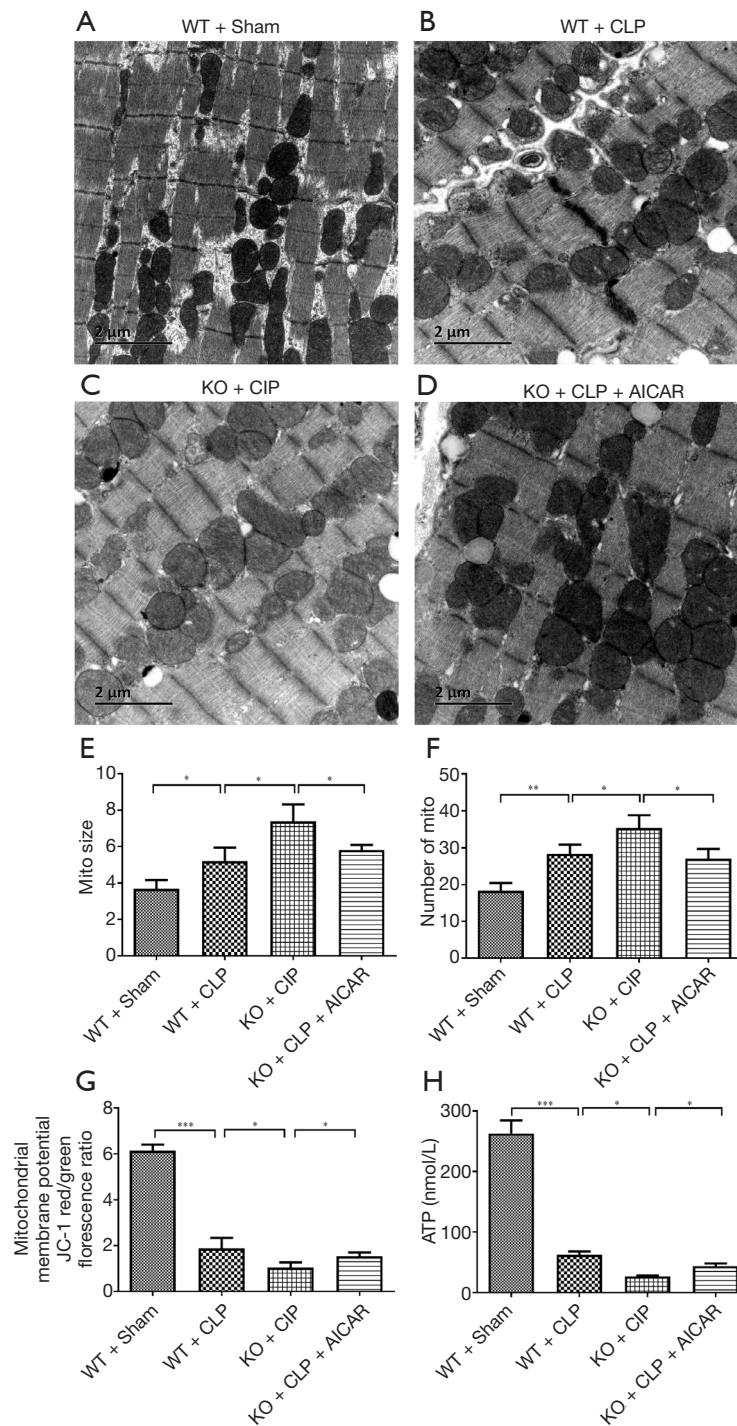 A
WT + Sham
2 µm
B
WT + CLP
2 µm
C
KO + CIP
2 µm
D
KO + CLP + AICAR
2 µm
E
Mito size
10
8
6
4
2
0
*
*
*
WT + Sham
WT + CLP
KO + CIP
KO + CLP + AICAR
F
Number of mito
50
40
30
20
10
0
**
*
*
WT + Sham
WT + CLP
KO + CIP
KO + CLP + AICAR
G
Mitochondrial
membrane potential
JC-1 red/green
florescence ratio
8
6
4
2
0
***
*
*
WT + Sham
WT + CLP
KO + CIP
KO + CLP + AICAR
H
ATP (nmol/L)
300
200
100
0
***
*
*
WT + Sham
WT + CLP
KO + CIP
KO + CLP + AICAR